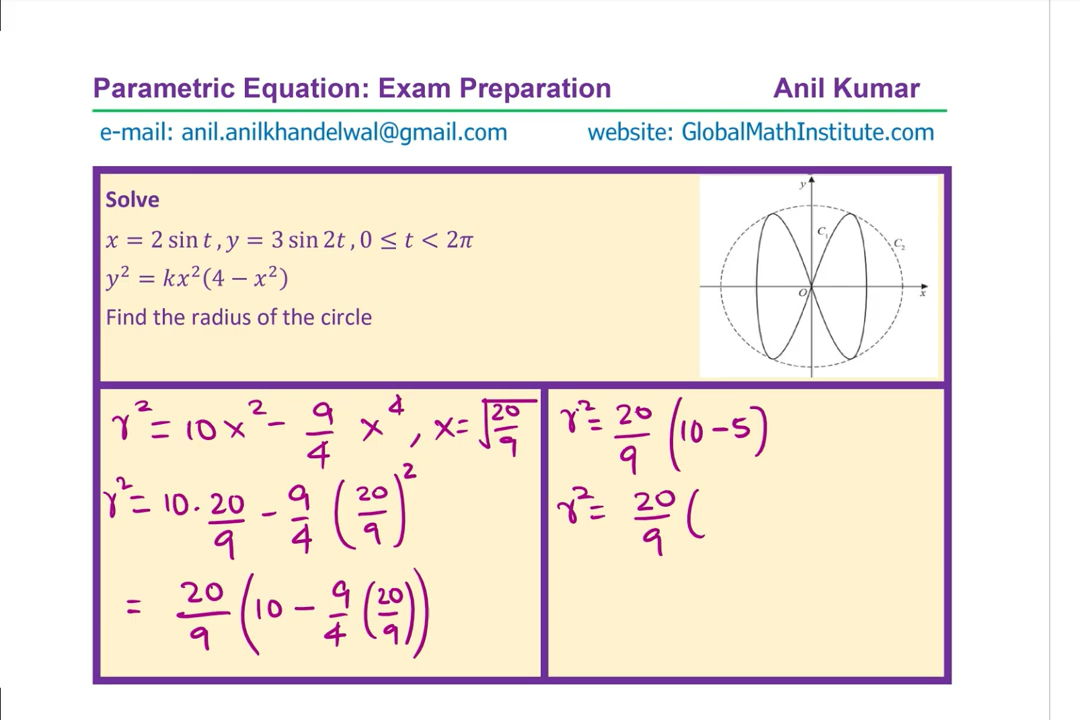 Parametric Equation: Exam Preparation Anil Kumar
e-mail: anil.anilkhandelwal@gmail.com website: GlobalMathInstitute.com
Solve
x = 2 sin t , y = 3 sin 2t , 0 ≤ t < 2π
y² = kx²(4 − x²)
Find the radius of the circle
y
C₁
C₂
O
x
r² = 10x² − 9/4 x⁴, x = √(20/9)
r² = 10 · 20/9 − 9/4 (20/9)²
= 20/9 (10 − 9/4 (20/9))
r² = 20/9 (10 − 5)
r² = 20/9 (